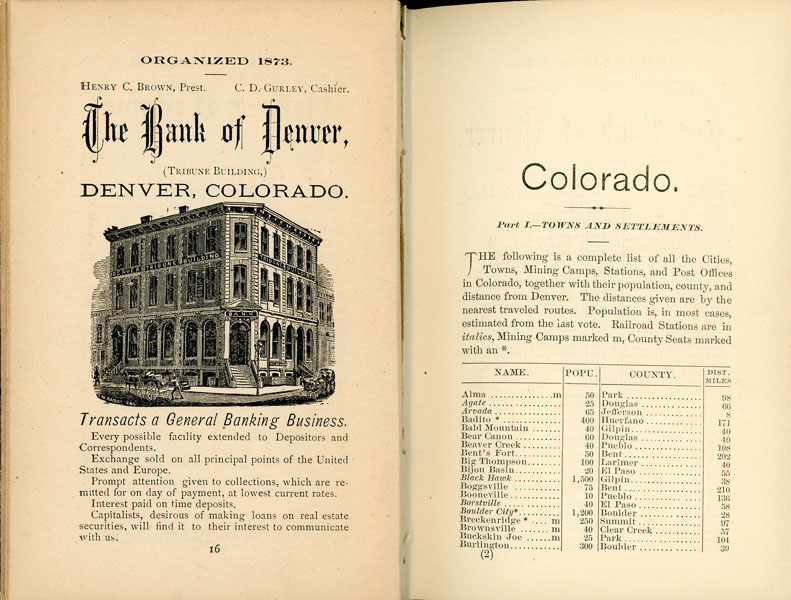 ORGANIZED 1873.
HENRY C. BROWN, Prest. C. D. GURLEY, Cashier.
The Bank of Denver,
(TRIBUNE BUILDING,)
DENVER, COLORADO.
DENVER TRIBUNE BUILDING
BANK
Transacts a General Banking Business.
Every possible facility extended to Depositors and
Correspondents.
Exchange sold on all principal points of the United
States and Europe.
Prompt attention given to collections, which are re-
mitted for on day of payment, at lowest current rates.
Interest paid on time deposits.
Capitalists, desirous of making loans on real estate
securities, will find it to their interest to communicate
with us.
16
Colorado.
Part I.—TOWNS AND SETTLEMENTS.
THE following is a complete list of all the Cities,
Towns, Mining Camps, Stations, and Post Offices
in Colorado, together with their population, county, and
distance from Denver. The distances given are by the
nearest traveled routes. Population is, in most cases,
estimated from the last vote. Railroad Stations are in
italics, Mining Camps marked m, County Seats marked
with an *.
NAME. POPU. COUNTY. DIST. MILES
Alma ................m 50 Park .................... 98
Agate .................. 25 Douglas ................. 66
Arvada ................. 65 Jefferson ............... 8
Badito * ............... 400 Huerfano ................ 171
Bald Mountain .......... 40 Gilpin .................. 40
Bear Canon ............. 60 Douglas ................. 40
Beaver Creek ........... 40 Pueblo .................. 108
Bent's Fort............. 50 Bent .................... 202
Big Thompson............ 100 Larimer ................. 40
Bijou Basin............. 20 El Paso ................. 55
Black Hawk ............. 1,500 Gilpin .................. 38
Boggsville ............. 75 Bent .................... 210
Booneville ............. 10 Pueblo .................. 136
Borstville ............. 40 El Paso ................. 58
Boulder City*........... 1,200 Boulder ................. 28
Breckenridge * .... m 250 Summit .................. 97
Brownsville ....... m 40 Clear Creek ............. 57
Buckskin Joe ......m 25 Park .................... 104
Burlington.............. 300 Boulder ................. 39
(2)